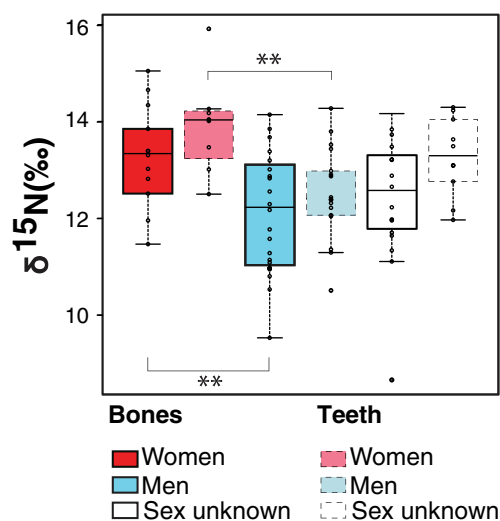 16
**
14
δ15N(‰)
12
10
**
Bones Teeth
Women Women
Men Men
Sex unknown Sex unknown